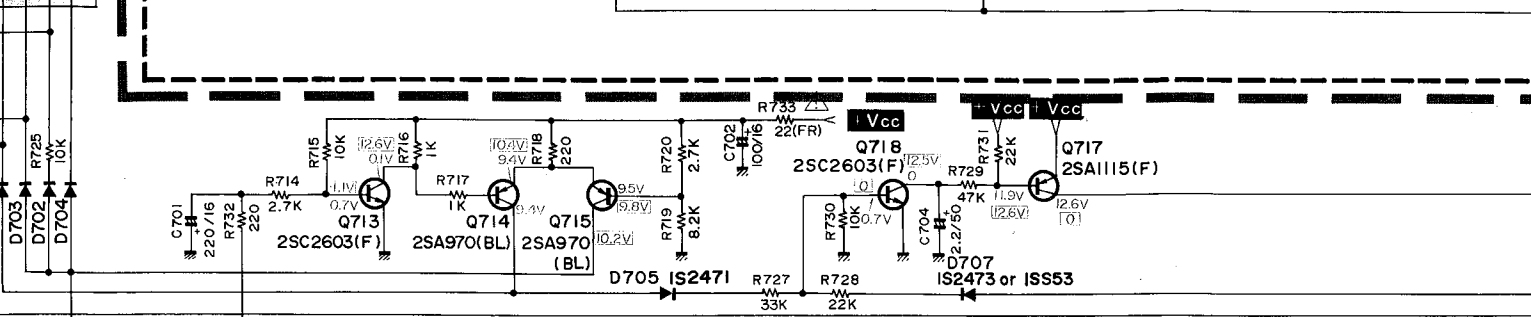 R733
22(FR)
+ Vcc
+ Vcc
+ Vcc
R725
10K
R715
10K
12.6V
0.1V
R716
1K
10.4V
9.4V
R718
220
R720
2.7K
C702
100/16
Q718
2SC2603(F)
12.5V
0
R731
22K
Q717
2SA1115(F)
R714
2.7K
1.1V
0.7V
R717
1K
9.4V
9.5V
9.8V
0
0.7V
R729
47K
11.9V
12.6V
12.6V
0
D703
D702
D704
C701
220/16
R732
220
Q713
2SC2603(F)
Q714
2SA970(BL)
Q715
2SA970
(BL)
10.2V
R719
8.2K
R730
10K
C704
2.2/50
D705 1S2471
R727
33K
R728
22K
D707
1S2473 or 1SS53